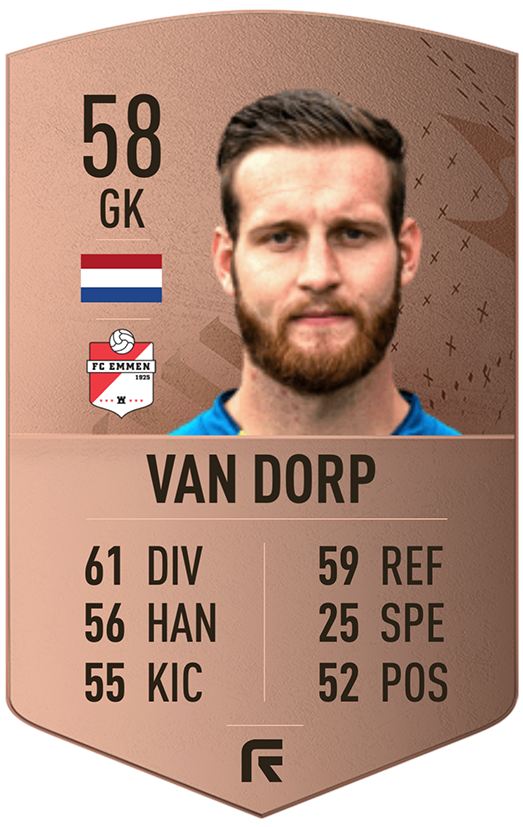 58
GK
FC EMMEN
1925
VAN DORP
61 DIV
59 REF
56 HAN
25 SPE
55 KIC
52 POS